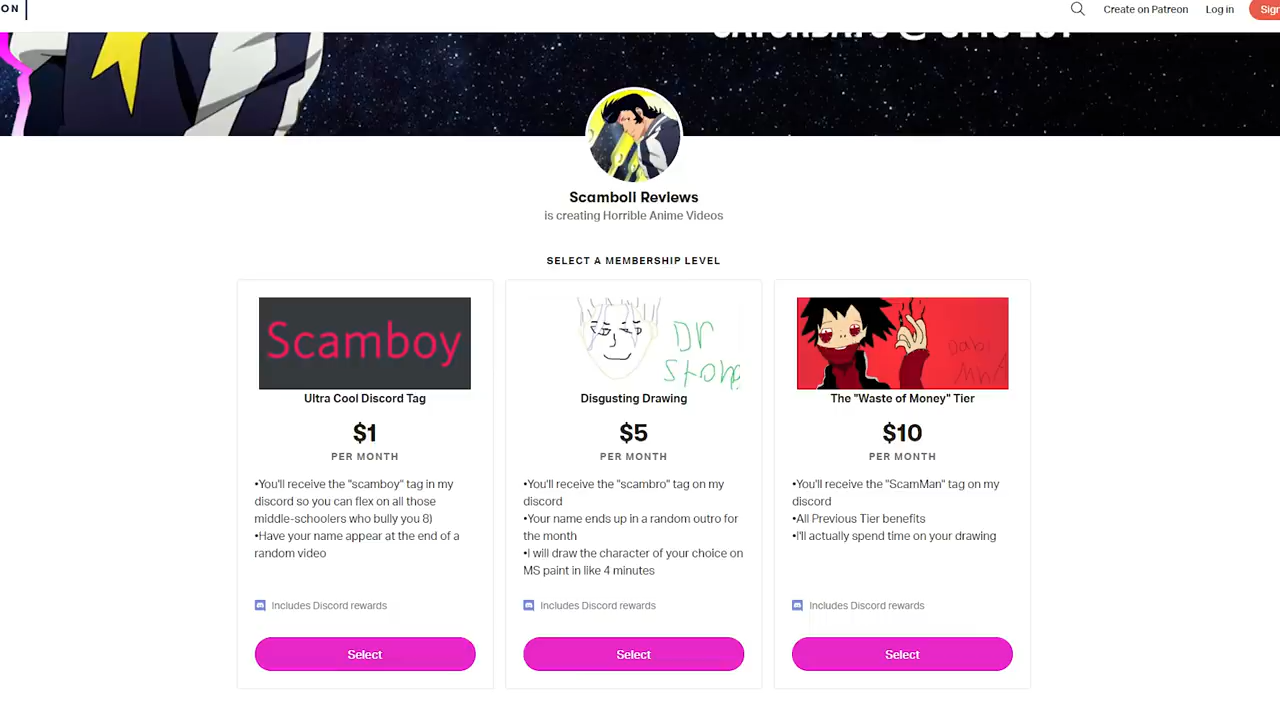 ON
Create on Patreon
Log in
Sign
Scamboll Reviews
is creating Horrible Anime Videos
SELECT A MEMBERSHIP LEVEL
Scamboy
Ultra Cool Discord Tag
$1
PER MONTH
•You'll receive the "scamboy" tag in my
discord so you can flex on all those
middle-schoolers who bully you 8)
•Have your name appear at the end of a
random video
Includes Discord rewards
Select
Dr
Stone
Disgusting Drawing
$5
PER MONTH
•You'll receive the "scambro" tag on my
discord
•Your name ends up in a random outro for
the month
•I will draw the character of your choice on
MS paint in like 4 minutes
Includes Discord rewards
Select
Dabi
MhA
The "Waste of Money" Tier
$10
PER MONTH
•You'll receive the "ScamMan" tag on my
discord
•All Previous Tier benefits
•I'll actually spend time on your drawing
Includes Discord rewards
Select